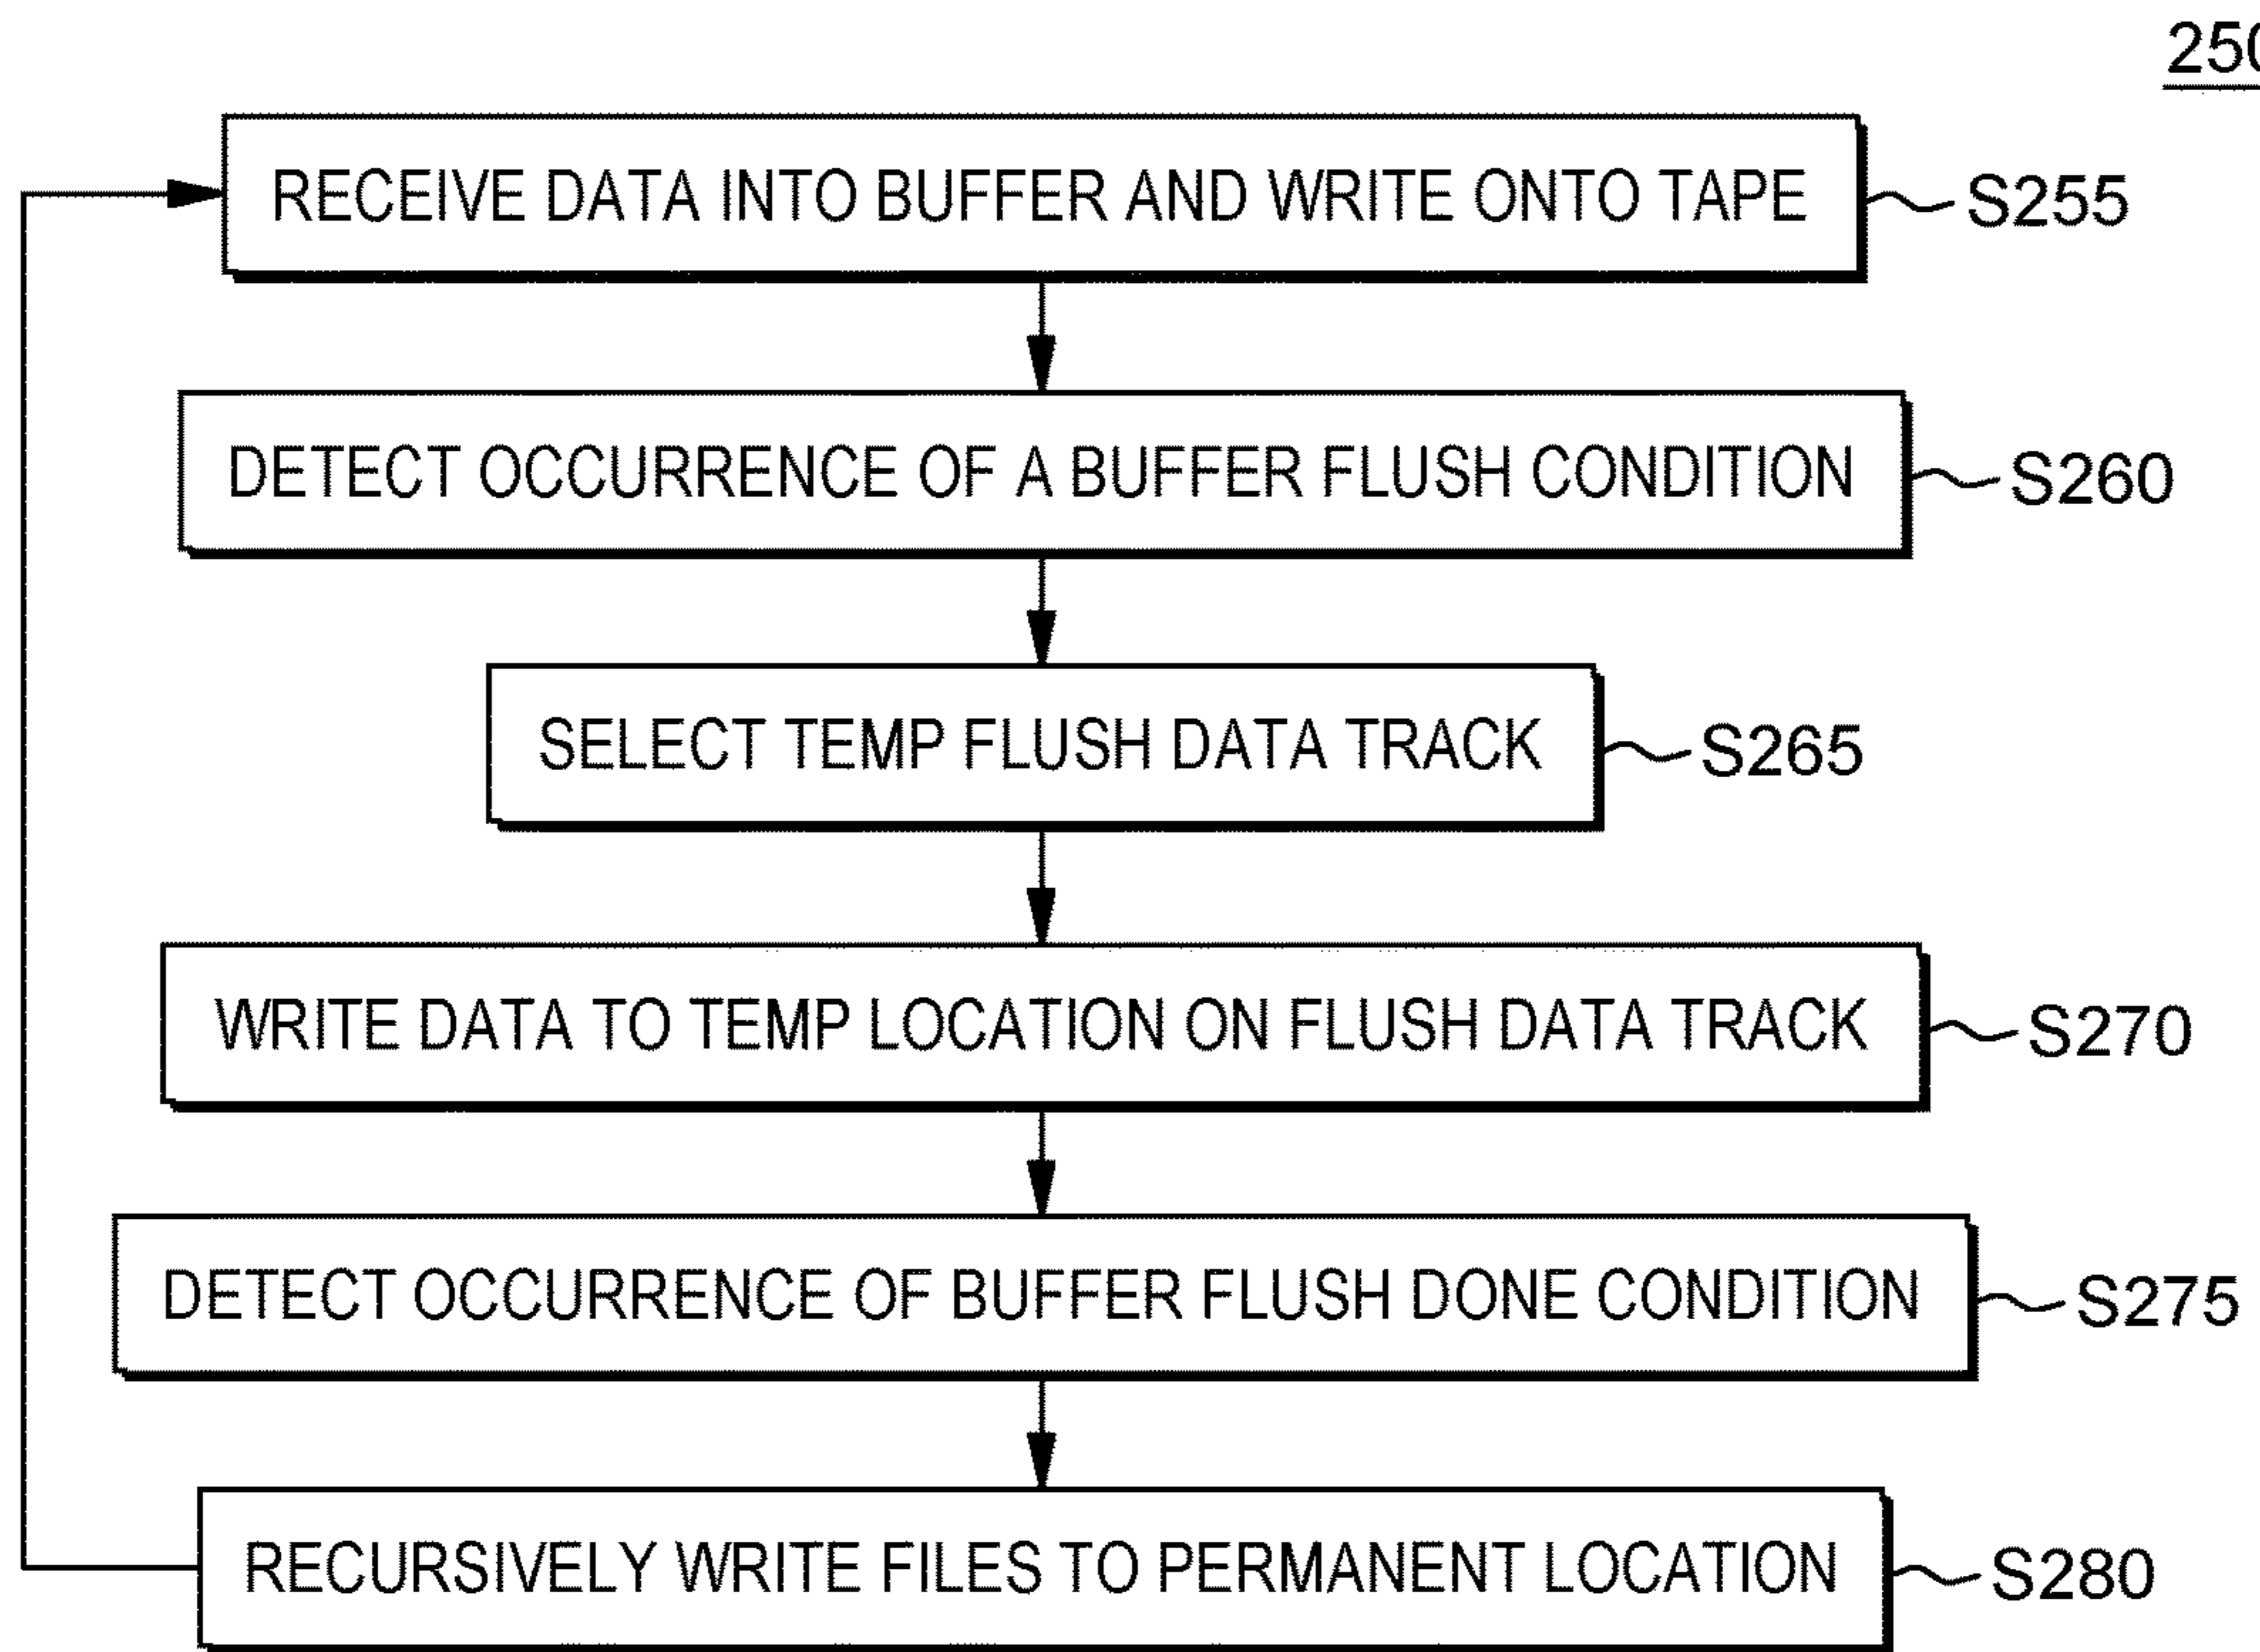 250
RECEIVE DATA INTO BUFFER AND WRITE ONTO TAPE
S255
DETECT OCCURRENCE OF A BUFFER FLUSH CONDITION
S260
SELECT TEMP FLUSH DATA TRACK
S265
WRITE DATA TO TEMP LOCATION ON FLUSH DATA TRACK
S270
DETECT OCCURRENCE OF BUFFER FLUSH DONE CONDITION
S275
RECURSIVELY WRITE FILES TO PERMANENT LOCATION
S280